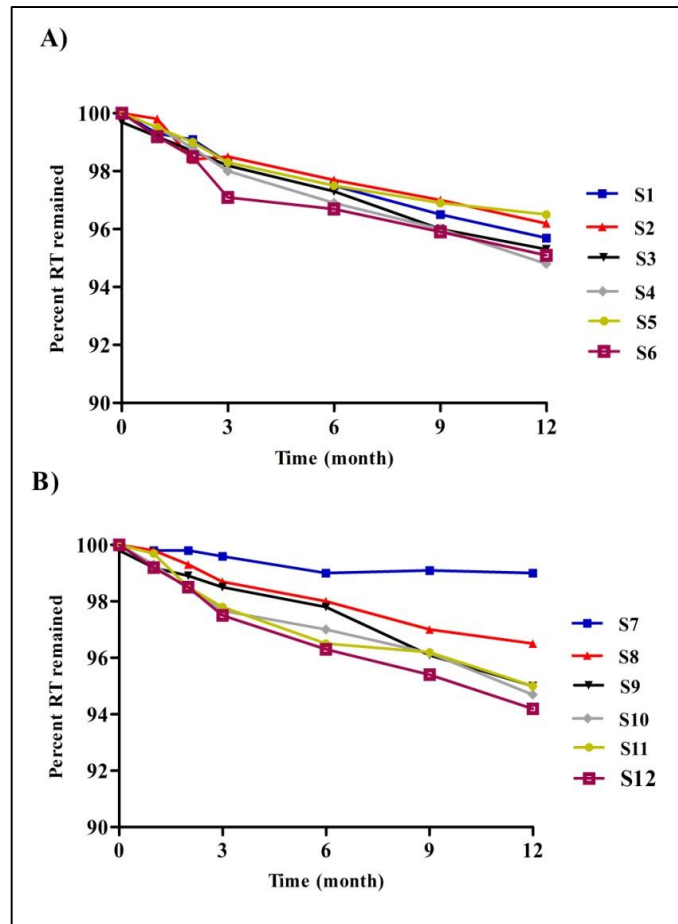 A)
100
98
96
94
92
90
Percent RT remained
0 3 6 9 12
Time (month)
S1
S2
S3
S4
S5
S6
B)
100
98
96
94
92
90
Percent RT remained
0 3 6 9 12
Time (month)
S7
S8
S9
S10
S11
S12